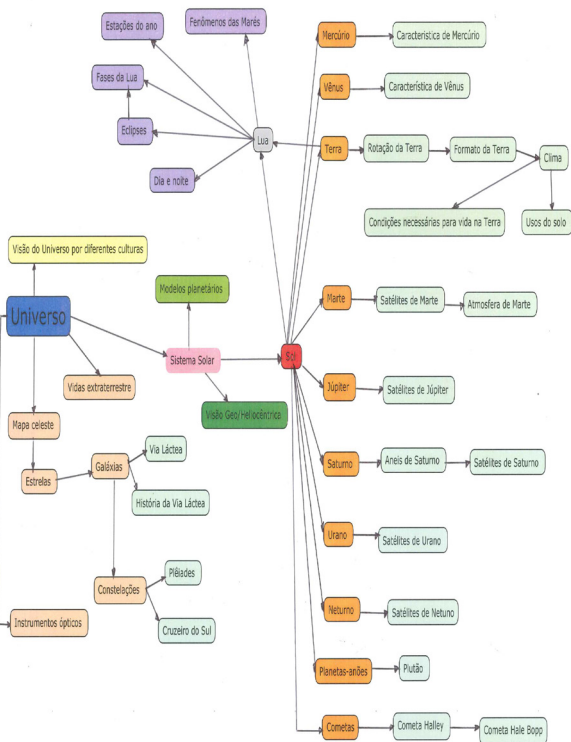 Estações do ano
Fenômenos das Marés
Mercúrio
Caracteristica de Mercúrio
Fases da Lua
Vênus
Característica de Vênus
Eclipses
Lua
Terra
Rotação da Terra
Formato da Terra
Clima
Dia e noite
Condições necessárias para vida na Terra
Usos do solo
Visão do Universo por diferentes culturas
Modelos planetários
Marte
Satélites de Marte
Atmosfera de Marte
Universo
Sistema Solar
Sol
Vidas extraterrestre
Júpiter
Satélites de Júpiter
Visão Geo/Heliocêntrica
Mapa celeste
Via Láctea
Estrelas
Galáxias
Saturno
Aneis de Saturno
Satélites de Saturno
História da Via Láctea
Urano
Satélites de Urano
Plêiades
Constelações
Neturno
Satélites de Netuno
Instrumentos ópticos
Cruzeiro do Sul
Planetas-anões
Plutão
Cometas
Cometa Halley
Cometa Hale Bopp